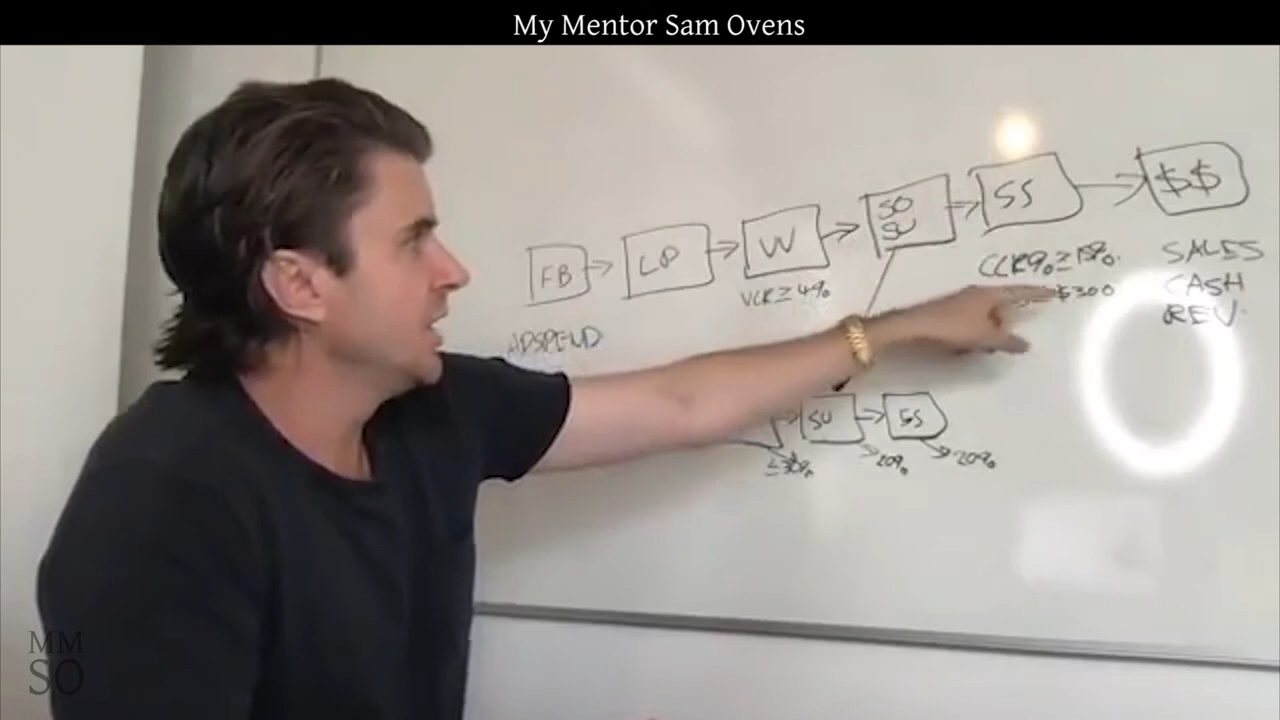 My Mentor Sam Ovens
FB
LP
W
SO
SU
SS
$$
ADSPEND
VCR ≥ 4%
CCR% ≥ 15%.
$300
SALES
CASH
REV.
SU
SS
≤30%
20%
20%
MM
SO